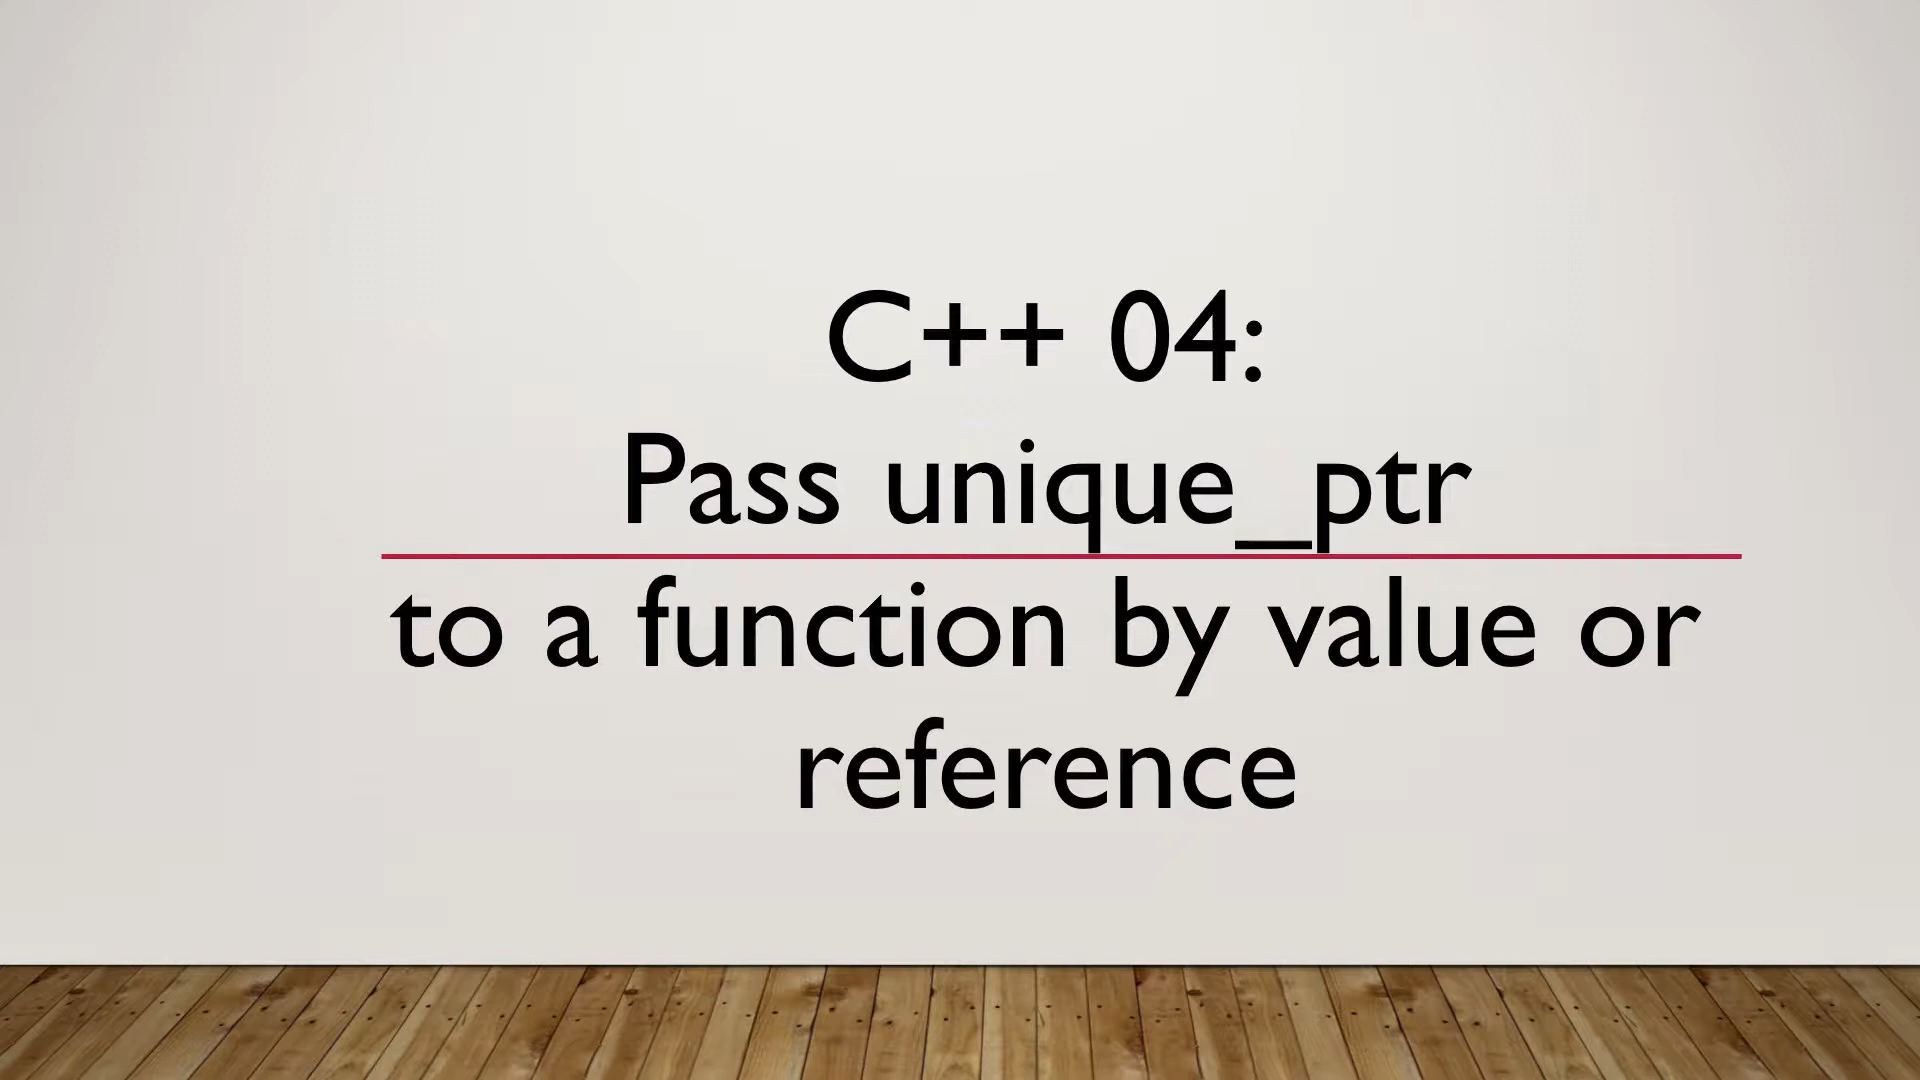 C++ 04:
Pass unique_ptr
to a function by value or
reference